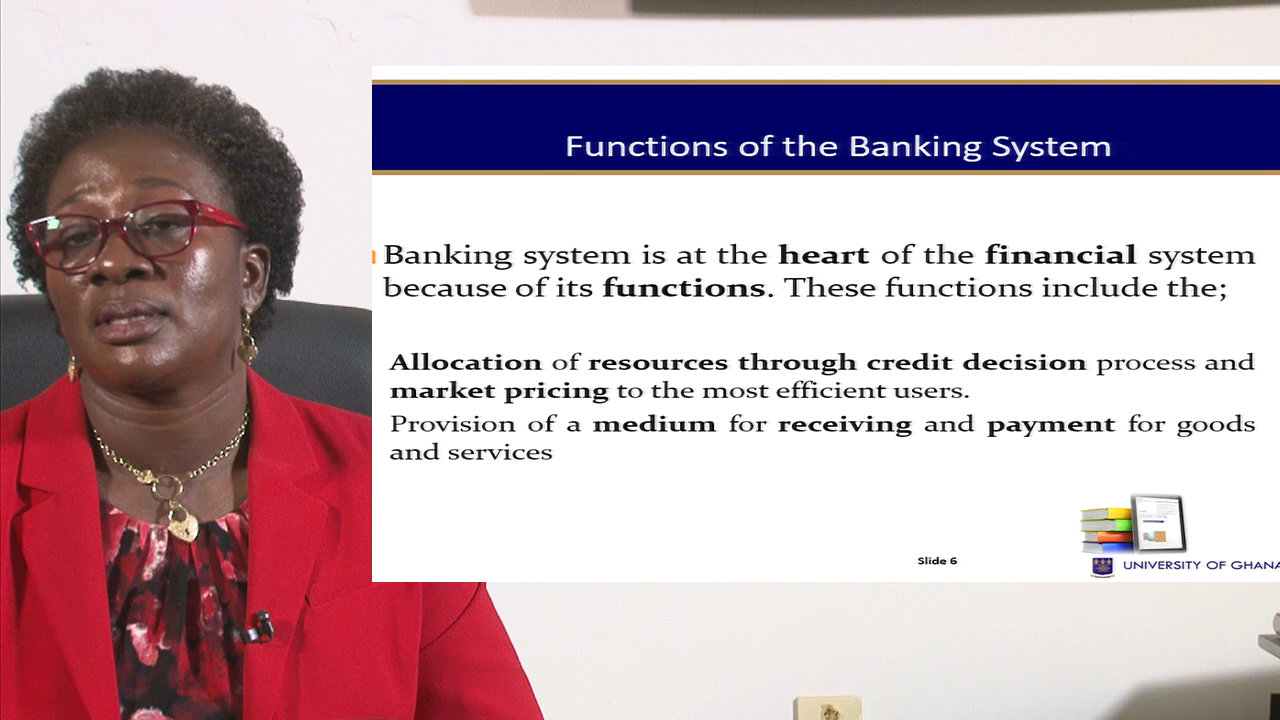 Functions of the Banking System
Banking system is at the heart of the financial system
because of its functions. These functions include the;
Allocation of resources through credit decision process and
market pricing to the most efficient users.
Provision of a medium for receiving and payment for goods
and services
Slide 6
UNIVERSITY OF GHANA